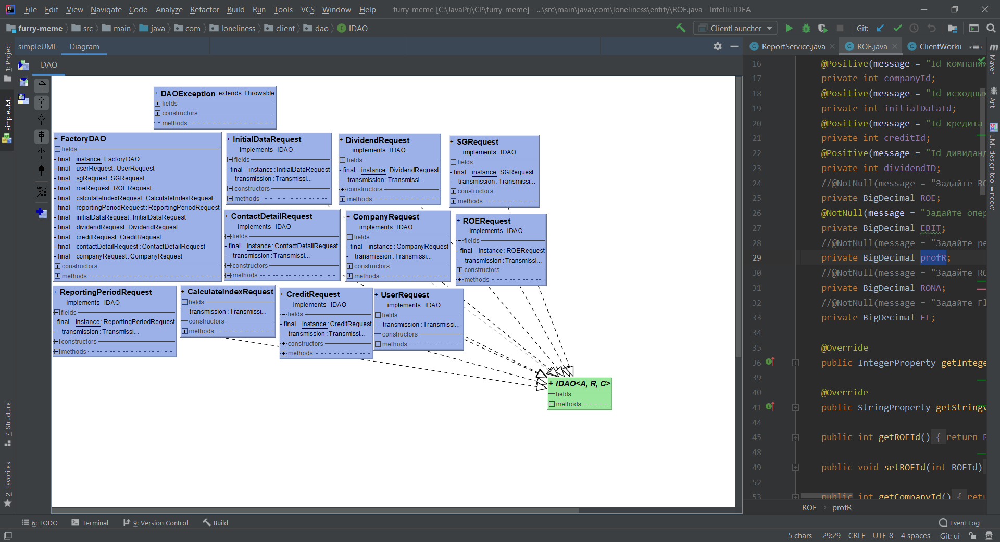 File Edit View Navigate Code Analyze Refactor Build Run Tools VCS Window Help furry-meme [C:\JavaPrj\CP\furry-meme] - ...\src\main\java\com\loneliness\entity\ROE.java - IntelliJ IDEA
furry-meme src main java com loneliness client dao IDAO ClientLauncher Git:
simpleUML Diagram
DAO
1: Project
simpleUML
7: Structure
2: Favorites
+ DAOException extends Throwable
fields
constructors
methods
+ FactoryDAO
fields
- final instance : FactoryDAO
- final userRequest : UserRequest
- final sgRequest : SGRequest
- final roeRequest : ROERequest
- final calculateIndexRequest : CalculateIndexRequest
- final reportingPeriodRequest : ReportingPeriodRequest
- final initialDataRequest : InitialDataRequest
- final dividendRequest : DividendRequest
- final creditRequest : CreditRequest
- final contactDetailRequest : ContactDetailRequest
- final companyRequest : CompanyRequest
constructors
methods
+ InitialDataRequest
implements IDAO
fields
- final instance : InitialDataRequest
- transmission : Transmissi...
constructors
methods
+ DividendRequest
implements IDAO
fields
- final instance : DividendRequest
- transmission : Transmissi...
constructors
methods
+ SGRequest
implements IDAO
fields
- final instance : SGRequest
- transmission : Transmissi...
constructors
methods
+ ContactDetailRequest
implements IDAO
fields
- final instance : ContactDetailRequest
- transmission : Transmissi...
constructors
methods
+ CompanyRequest
implements IDAO
fields
- final instance : CompanyRequest
- transmission : Transmissi...
constructors
methods
+ ROERequest
implements IDAO
fields
- final instance : ROERequest
- transmission : Transmissi...
constructors
methods
+ ReportingPeriodRequest
implements IDAO
fields
- final instance : ReportingPeriodRequest
- transmission : Transmissi...
constructors
methods
+ CalculateIndexRequest
fields
- transmission : Transmissi...
constructors
methods
+ CreditRequest
implements IDAO
fields
- final instance : CreditRequest
- transmission : Transmissi...
constructors
methods
+ UserRequest
implements IDAO
fields
- transmission : Transmissi...
constructors
methods
+ IDAO<A, R, C>
fields
methods
ReportService.java ROE.java ClientWorki 7
16 @Positive(message = "Id компани
17 private int companyId;
18 @Positive(message = "Id исходных
19 private int initialDataId;
20 @Positive(message = "Id кредита
21 private int creditId;
22 @Positive(message = "Id дивиданд
23 private int dividendID;
24 //@NotNull(message = "Задайте RO
25 private BigDecimal ROE;
26 @NotNull(message = "Задайте опер
27 private BigDecimal EBIT;
28 //@NotNull(message = "Задайте ре
29 private BigDecimal profR;
30 //@NotNull(message = "Задайте RO
31 private BigDecimal RONA;
32 //@NotNull(message = "Задайте Fl
33 private BigDecimal FL;
34
35 @Override
36 public IntegerProperty getIntege
39
40 @Override
41 public StringProperty getStringv
44
45 public int getROEId() { return R
48
49 public void setROEId(int ROEId)
52
53 public int getCompanyId() { retu
ROE profR
Maven
Ant
UML design tool window
6: TODO Terminal 9: Version Control Build Event Log
5 chars 29:29 CRLF UTF-8 4 spaces Git: ui